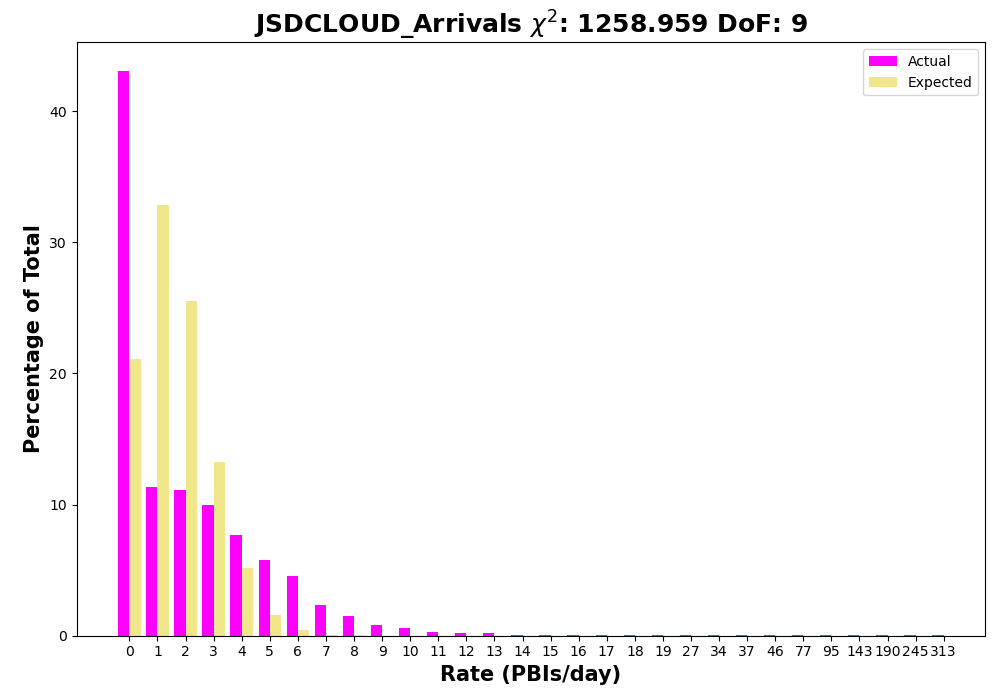 JSDCLOUD_Arrivals χ²: 1258.959 DoF: 9
Actual
Expected
40
30
20
10
0
Percentage of Total
0 1 2 3 4 5 6 7 8 9 10 11 12 13 14 15 16 17 18 19 27 34 37 46 77 95 143 190 245 313
Rate (PBIs/day)